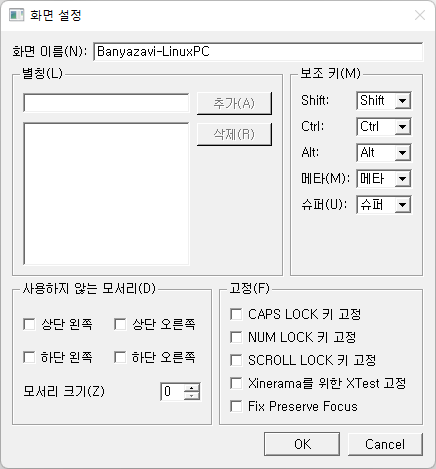 화면 설정
화면 이름(N): Banyazavi-LinuxPC
별칭(L)
추가(A)
삭제(R)
보조 키(M)
Shift: Shift
Ctrl: Ctrl
Alt: Alt
메타(M): 메타
슈퍼(U): 슈퍼
사용하지 않는 모서리(D)
상단 왼쪽 상단 오른쪽
하단 왼쪽 하단 오른쪽
모서리 크기(Z) 0
고정(F)
CAPS LOCK 키 고정
NUM LOCK 키 고정
SCROLL LOCK 키 고정
Xinerama를 위한 XTest 고정
Fix Preserve Focus
OK Cancel